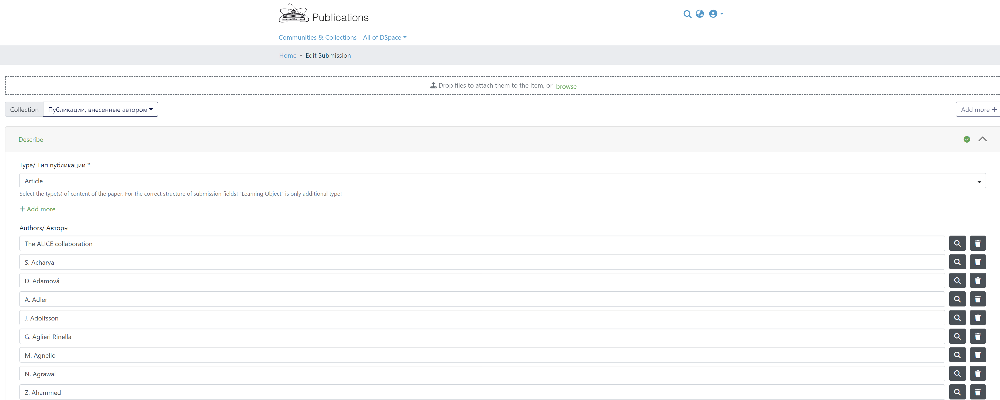 Publications
Communities & Collections All of DSpace
Home • Edit Submission
Drop files to attach them to the item, or browse
Collection Публикации, внесенные автором Add more
Describe
Type/ Тип публикации *
Article
Select the type(s) of content of the paper. For the correct structure of submission fields! "Learning Object" is only additional type!
+ Add more
Authors/ Авторы
The ALICE collaboration
S. Acharya
D. Adamová
A. Adler
J. Adolfsson
G. Aglieri Rinella
M. Agnello
N. Agrawal
Z. Ahammed